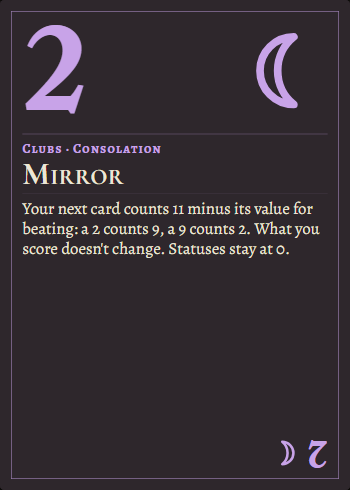 2
Clubs · Consolation
Mirror
Your next card counts 11 minus its value for
beating: a 2 counts 9, a 9 counts 2. What you
score doesn't change. Statuses stay at 0.
2